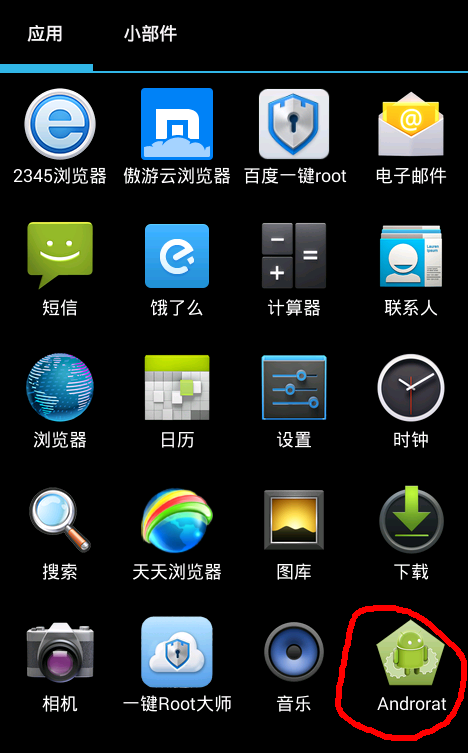 应用
小部件
2345浏览器
傲游云浏览器
百度一键root
电子邮件
短信
饿了么
计算器
联系人
浏览器
日历
设置
时钟
搜索
天天浏览器
图库
下载
相机
一键Root大师
音乐
Androrat